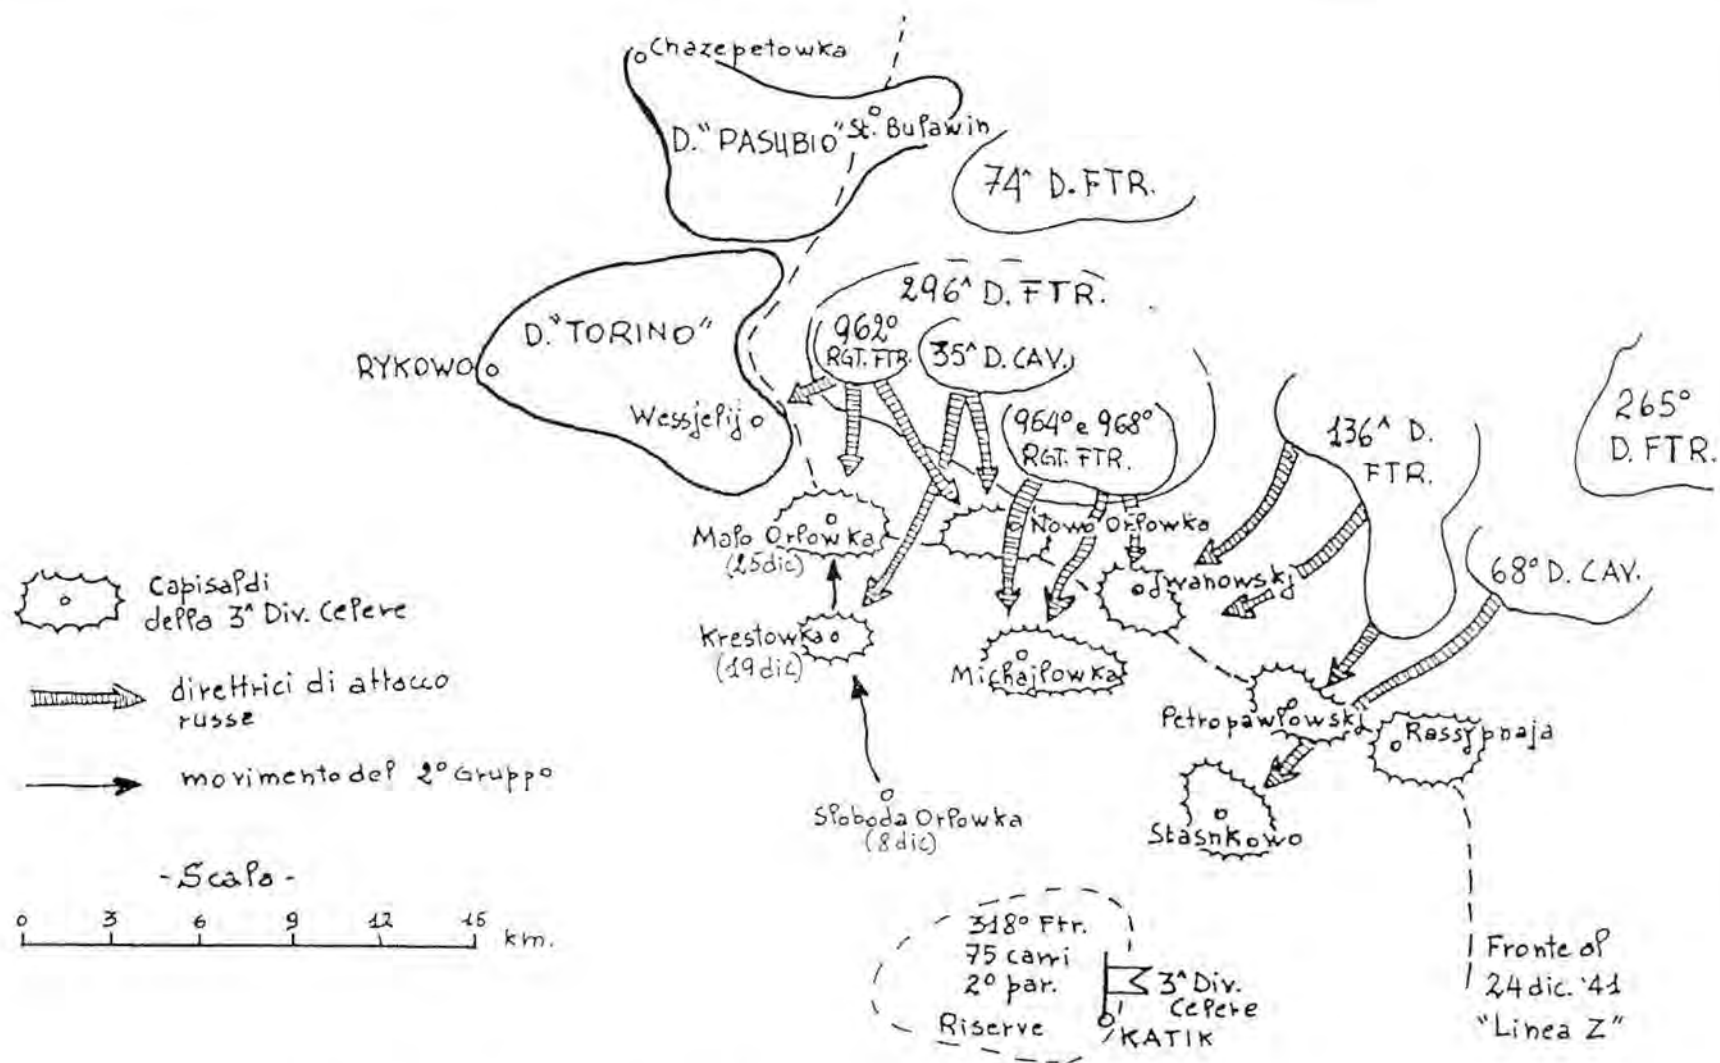 Chazepetowka
D. "PASUBIO"
St. Bulawin
74^ D. FTR.
296^ D. FTR.
D. "TORINO"
962°
RGT. FTR.
35^ D. CAV.
RYKOWO
Wessjelij
964° e 968°
RGT. FTR.
136^ D.
FTR.
265°
D. FTR.
Malo Orlowka
(25 dic)
Nowo Orlowka
Jwanowskj
68° D. CAV.
Capisaldi
della 3^ Div. Celere
Krestowka
(19 dic)
Michajlowka
direttrici di attacco
russe
Petropawlowskj
Rassypnaja
movimento del 2° Gruppo
Sloboda Orlowka
(8 dic)
Stasnkowo
- Scala -
0 3 6 9 12 15 km.
318° Ftr.
75 carri
2° par.
Riserve
3^ Div.
Celere
KATIK
Fronte al
24 dic. '41
"Linea Z"